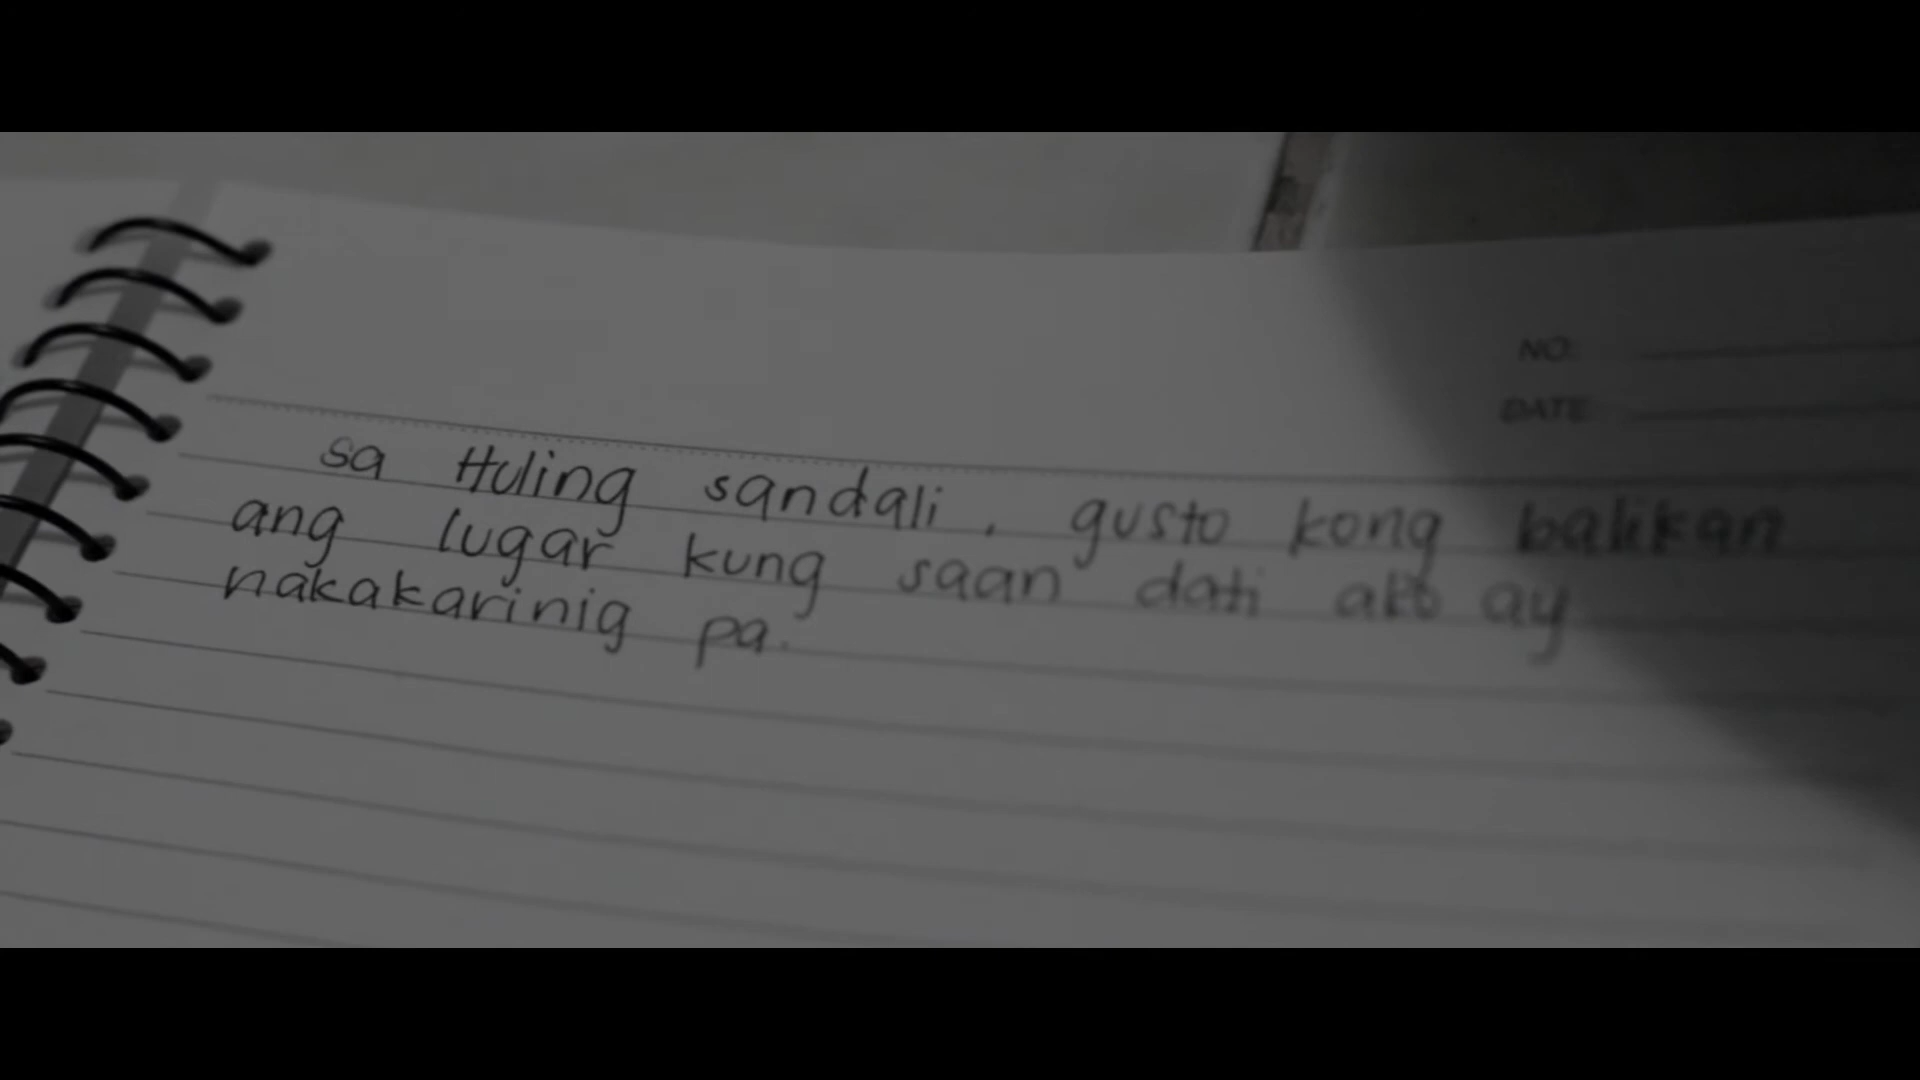 NO:
DATE
sa Huling sandali, gusto kong balikan
ang lugar kung saan dati ako ay
nakakarinig pa.